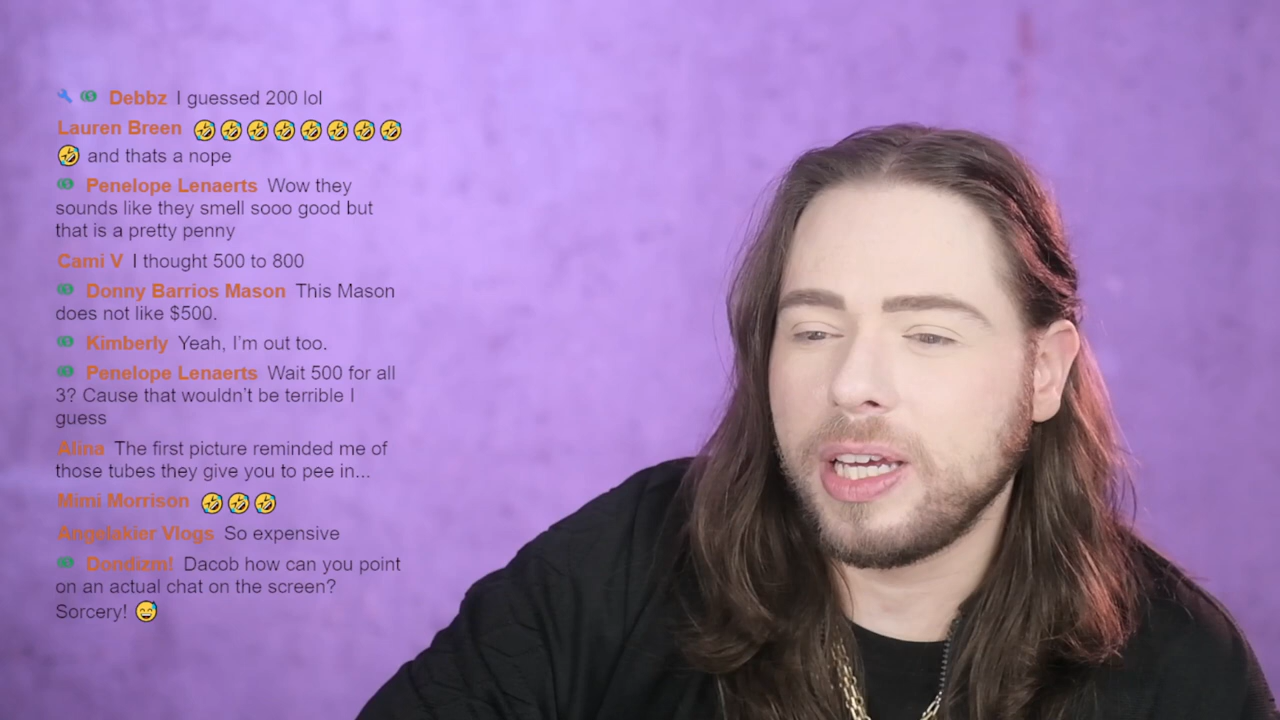 Debbz I guessed 200 lol
Lauren Breen 🤣🤣🤣🤣🤣🤣🤣🤣
🤣 and thats a nope
Penelope Lenaerts Wow they
sounds like they smell sooo good but
that is a pretty penny
Cami V I thought 500 to 800
Donny Barrios Mason This Mason
does not like $500.
Kimberly Yeah, I’m out too.
Penelope Lenaerts Wait 500 for all
3? Cause that wouldn’t be terrible I
guess
Alina The first picture reminded me of
those tubes they give you to pee in...
Mimi Morrison 🤣🤣🤣
Angelakier Vlogs So expensive
Dondizm! Dacob how can you point
on an actual chat on the screen?
Sorcery! 😅